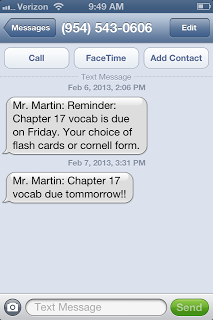 Verizon 9:49 AM
Messages (954) 543-0606 Edit
Call FaceTime Add Contact
Text Message
Feb 6, 2013, 2:06 PM
Mr. Martin: Reminder:
Chapter 17 vocab is due
on Friday. Your choice of
flash cards or cornell form.
Feb 7, 2013, 3:31 PM
Mr. Martin: Chapter 17
vocab due tommorrow!!
Text Message Send